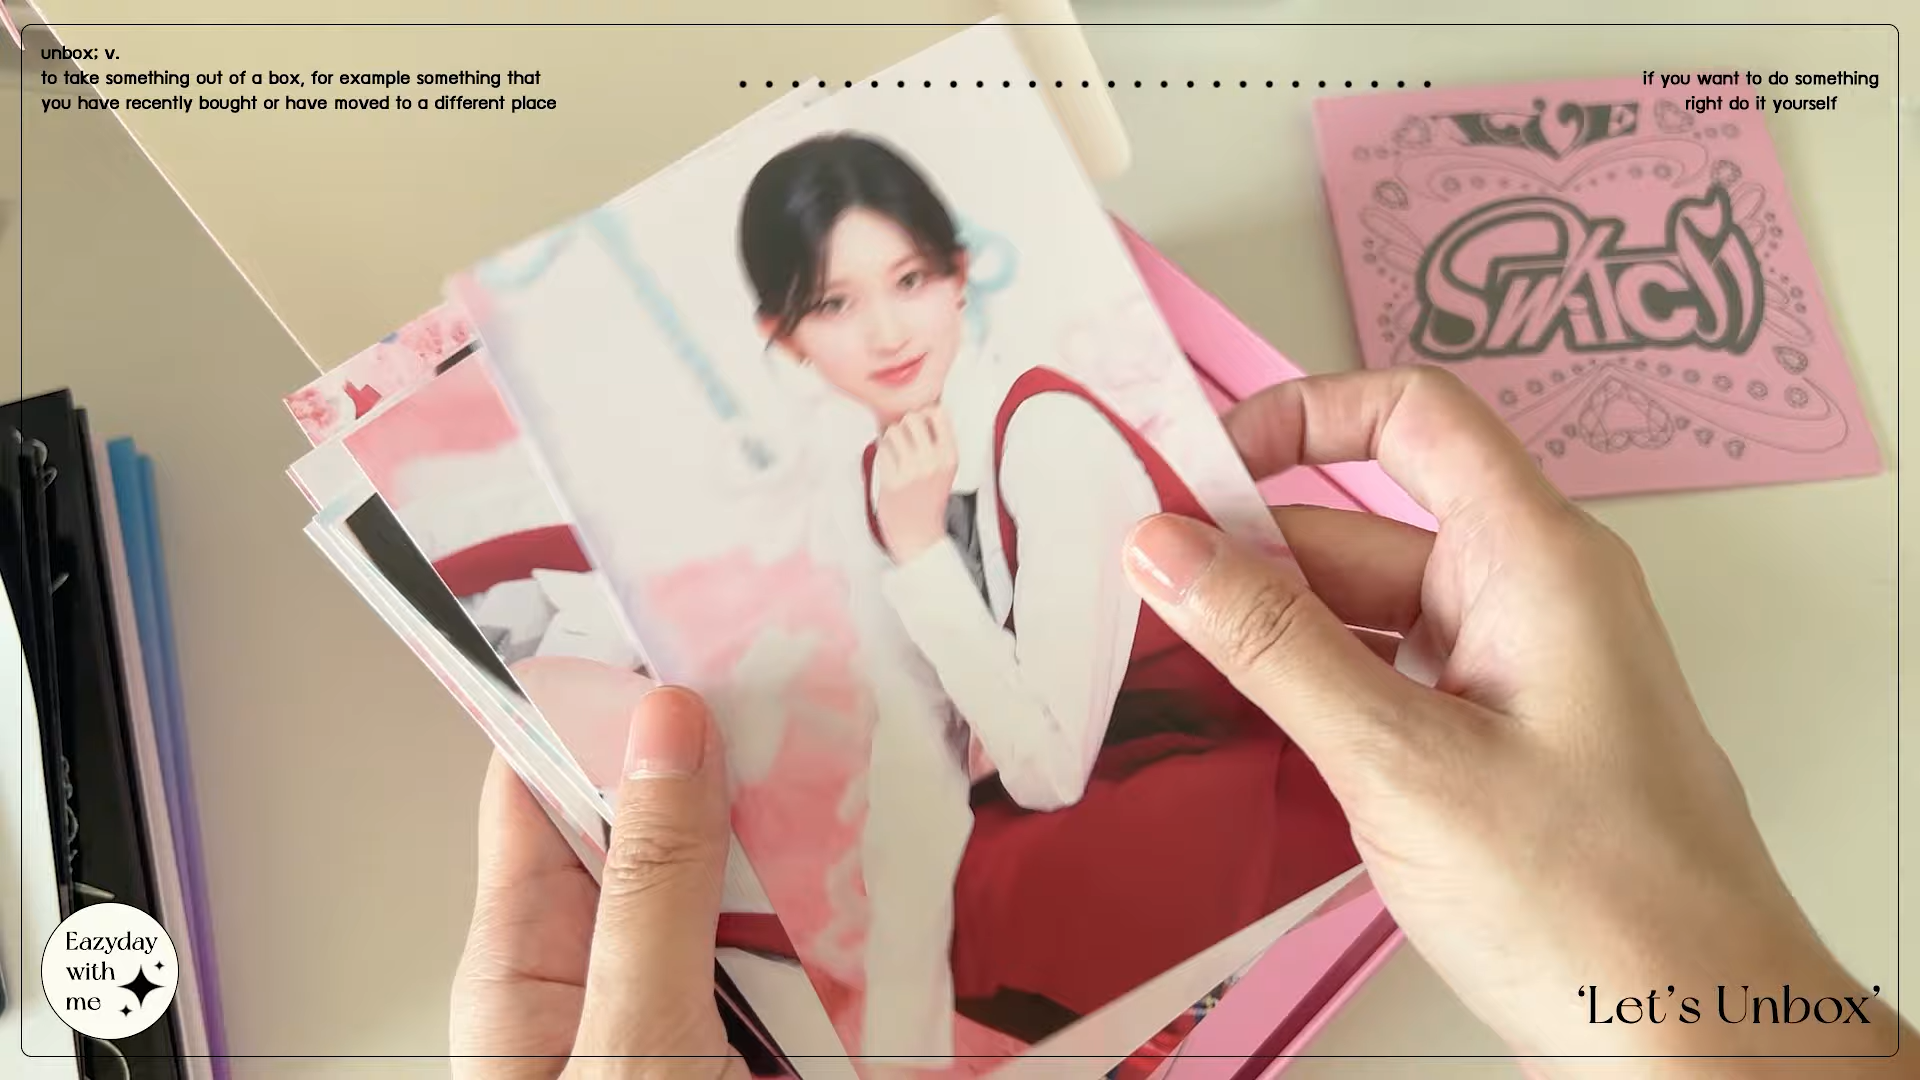 unbox; v.
to take something out of a box, for example something that
you have recently bought or have moved to a different place
if you want to do something
right do it yourself
IVE
SWITCH
Eazyday
with
me
‘Let’s Unbox’